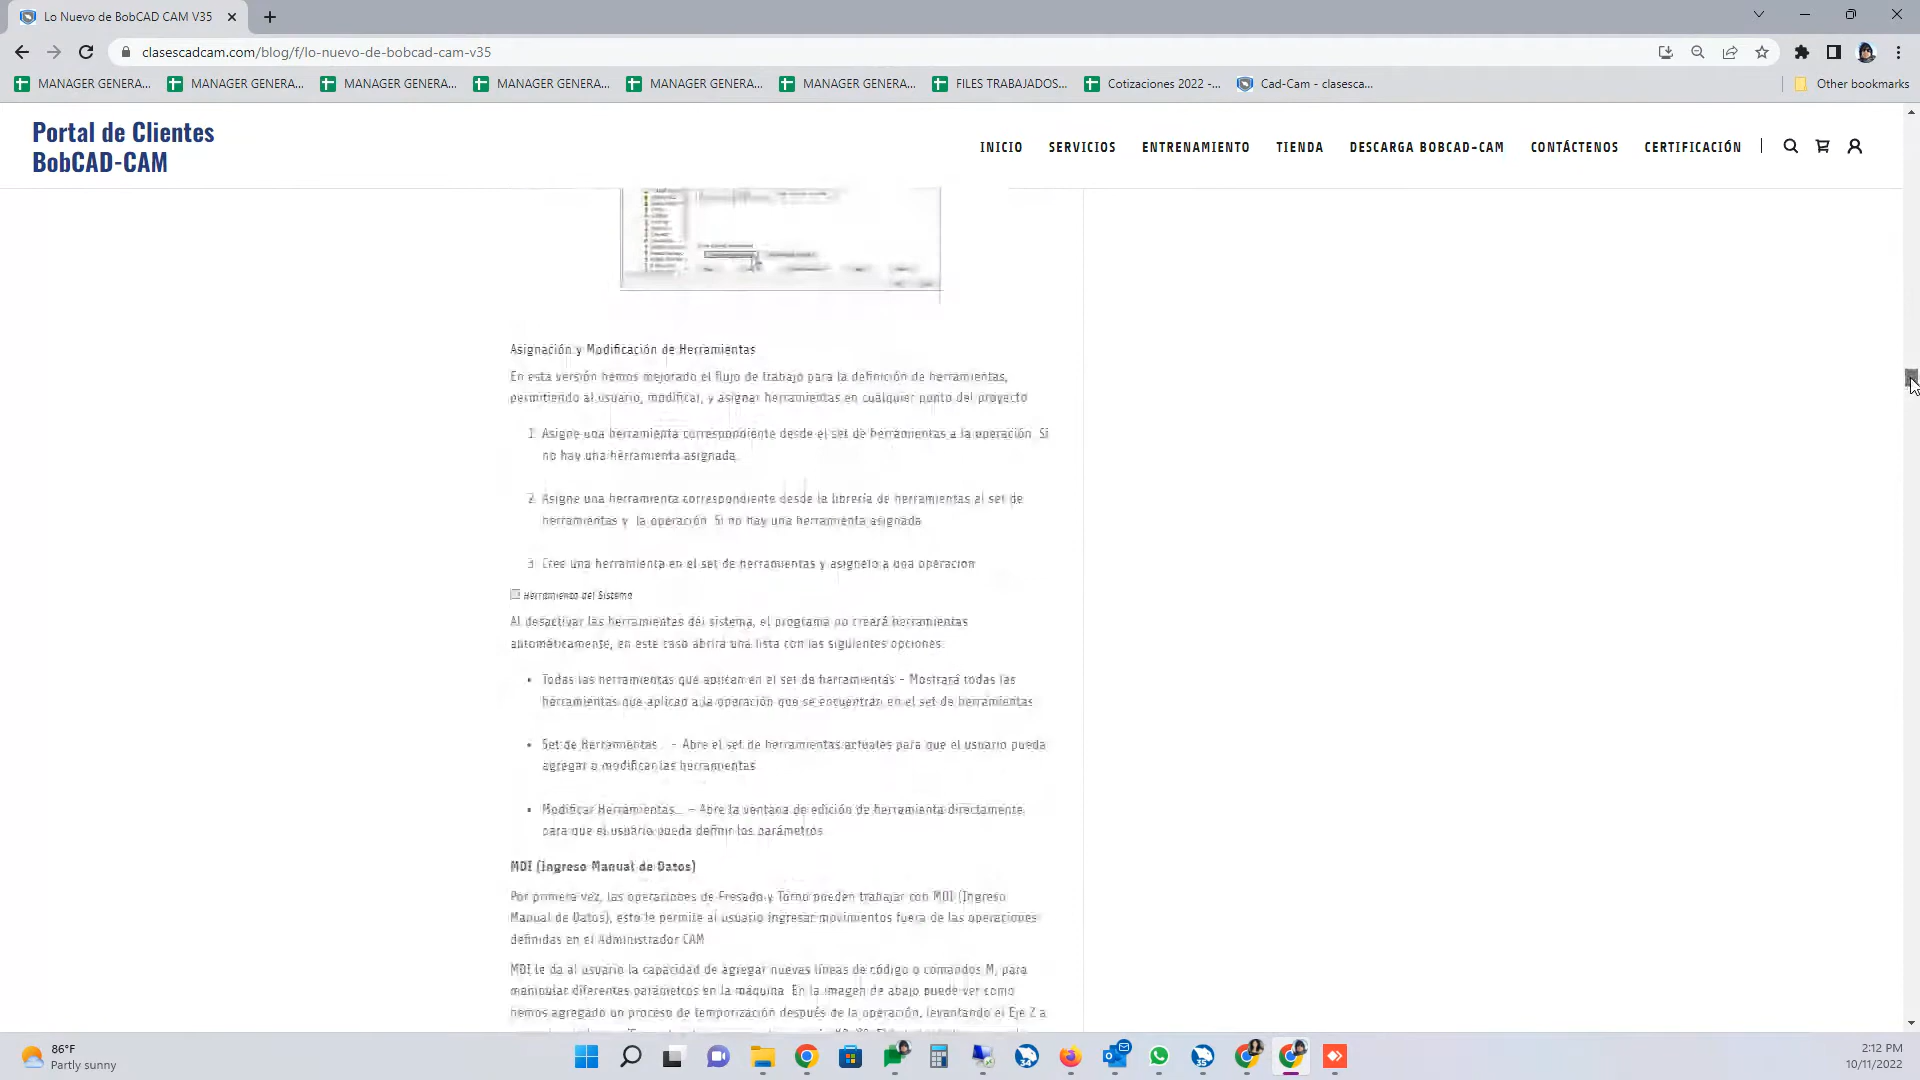 Lo Nuevo de BobCAD CAM V35
clasescadcam.com/blog/f/lo-nuevo-de-bobcad-cam-v35
MANAGER GENERA...
MANAGER GENERA...
MANAGER GENERA...
MANAGER GENERA...
MANAGER GENERA...
MANAGER GENERA...
FILES TRABAJADOS...
Cotizaciones 2022 -...
Cad-Cam - clasesca...
Other bookmarks
Portal de Clientes
BobCAD-CAM
INICIO
SERVICIOS
ENTRENAMIENTO
TIENDA
DESCARGA BOBCAD-CAM
CONTÁCTENOS
CERTIFICACIÓN
Asignación y Modificación de Herramientas
En esta versión hemos mejorado el flujo de trabajo para la definición de herramientas,
permitiendo al usuario, modificar, y asignar herramientas en cualquier punto del proyecto
1. Asigne una herramienta correspondiente desde el set de herramientas a la operación. Si
no hay una herramienta asignada.
2. Asigne una herramienta correspondiente desde la librería de herramientas al set de
herramientas y la operación. Si no hay una herramienta asignada
3. Cree una herramienta en el set de herramientas y asígnelo a una operación
Herramienta del Sistema
Al desactivar las herramientas del sistema, el programa no creará herramientas
automáticamente, en este caso abrirá una lista con las siguientes opciones:
• Todas las herramientas que aplican en el set de herramientas - Mostrará todas las
herramientas que aplican a la operación que se encuentran en el set de herramientas
• Set de Herramientas... - Abre el set de herramientas actuales para que el usuario pueda
agregar o modificar las herramientas
• Modificar Herramientas... – Abre la ventana de edición de herramienta directamente
para que el usuario pueda definir los parámetros
MDI (Ingreso Manual de Datos)
Por primera vez, las operaciones de Fresado y Torno pueden trabajar con MDI (Ingreso
Manual de Datos), esto le permite al usuario ingresar movimientos fuera de las operaciones
definidas en el Administrador CAM
MDI le da al usuario la capacidad de agregar nuevas líneas de código o comandos M, para
manipular diferentes parámetros en la máquina. En la imagen de abajo puede ver como
hemos agregado un proceso de temporización después de la operación, levantando el Eje Z a
86°F
Partly sunny
34
35
2:12 PM
10/11/2022